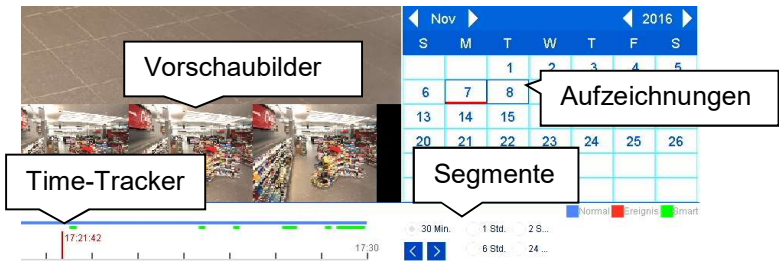 Nov 2016
S M T W T F S
1 2 3 4 5
6 7 8
13 14 15
20 21 22 23 24 25 26
Vorschaubilder
Aufzeichnungen
Time-Tracker
Segmente
Normal Ereignis Smart
30 Min. 1 Std. 2 S...
6 Std. 24 ...
17:21:42
17:30